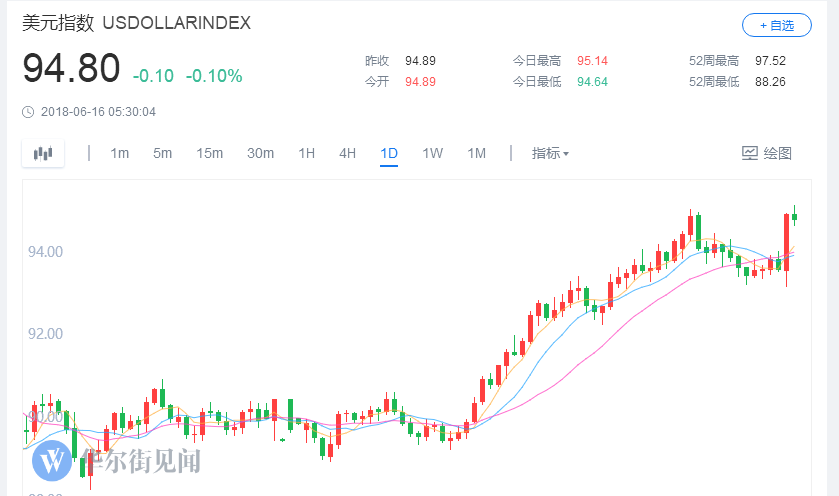 美元指数 USDOLLARINDEX
+ 自选
94.80 -0.10 -0.10%
昨收 94.89 今日最高 95.14 52周最高 97.52
今开 94.89 今日最低 94.64 52周最低 88.26
2018-06-16 05:30:04
1m 5m 15m 30m 1H 4H 1D 1W 1M 指标 绘图
94.00
92.00
90.00
华尔街见闻